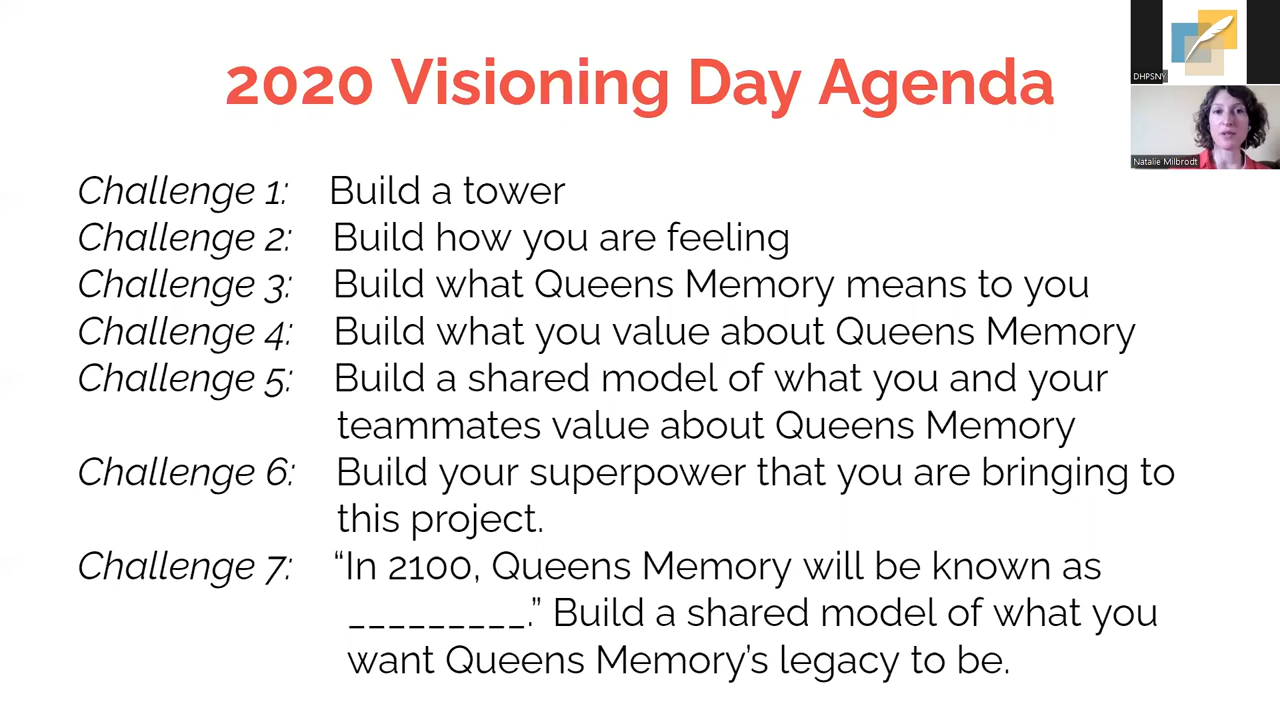 2020 Visioning Day Agenda
DHPSNY
Natalie Milbrodt
Challenge 1: Build a tower
Challenge 2: Build how you are feeling
Challenge 3: Build what Queens Memory means to you
Challenge 4: Build what you value about Queens Memory
Challenge 5: Build a shared model of what you and your
teammates value about Queens Memory
Challenge 6: Build your superpower that you are bringing to
this project.
Challenge 7: “In 2100, Queens Memory will be known as
_________.” Build a shared model of what you
want Queens Memory’s legacy to be.